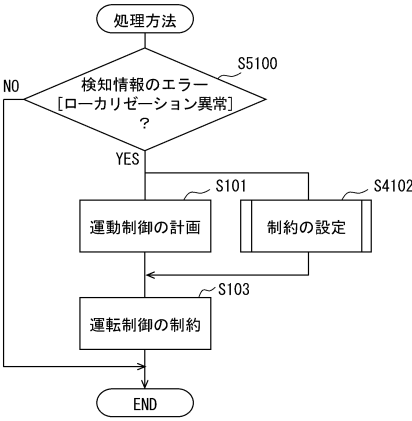 処理方法
S5100
検知情報のエラー
[ローカリゼーション異常]
?
NO
YES
S101
運動制御の計画
S4102
制約の設定
S103
運転制御の制約
END